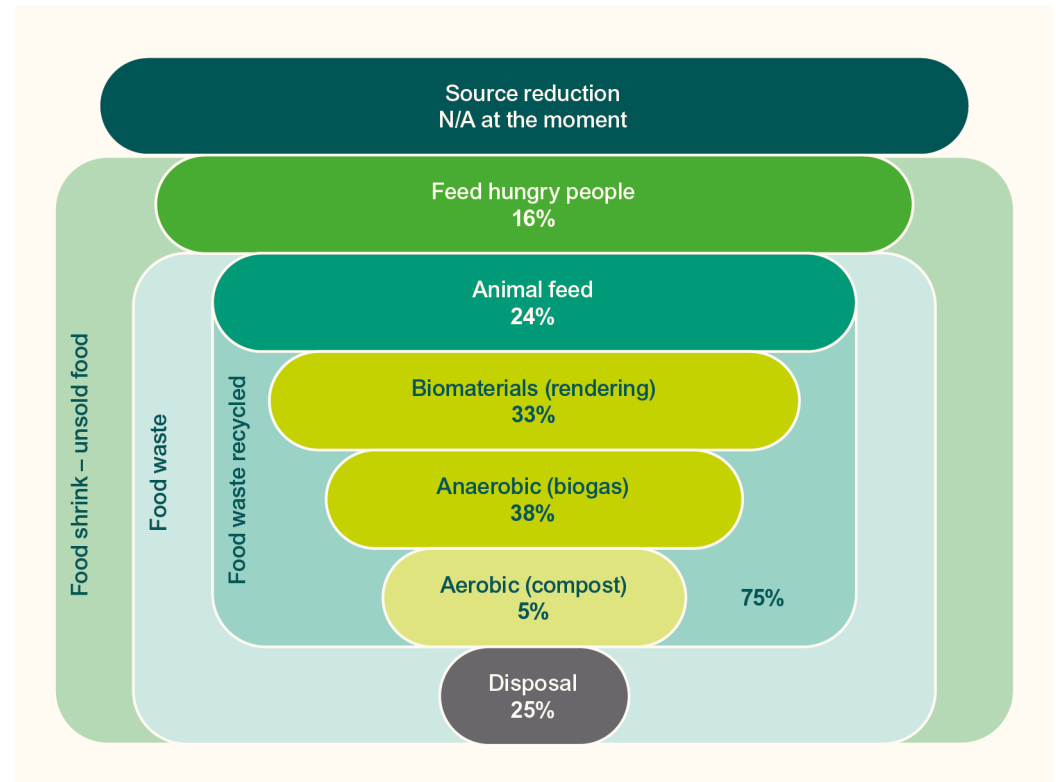 Source reduction
N/A at the moment
Feed hungry people
16%
Animal feed
24%
Biomaterials (rendering)
33%
Anaerobic (biogas)
38%
Aerobic (compost)
5%
75%
Disposal
25%
Food shrink – unsold food
Food waste
Food waste recycled